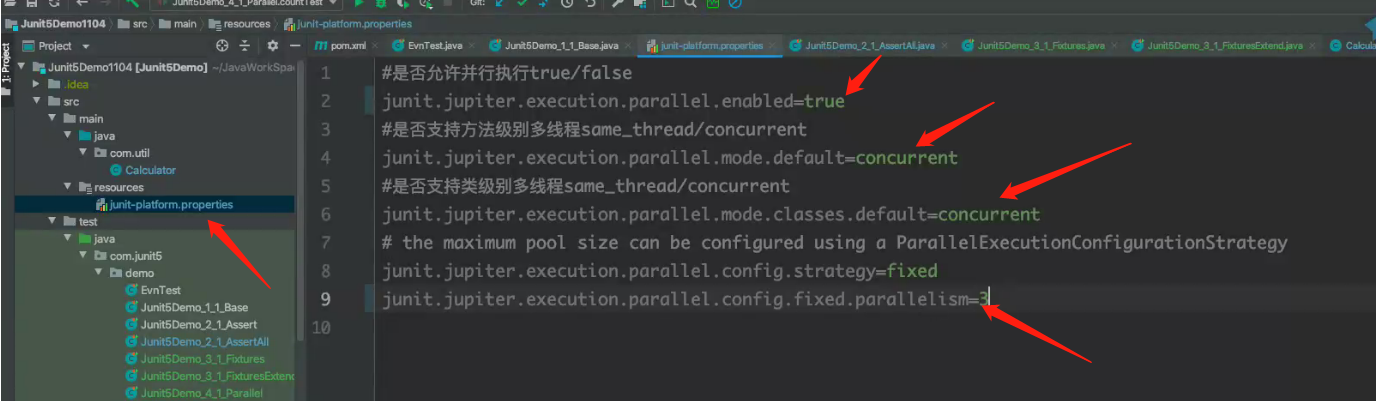 Junit5Demo_4_1_Parallel.countTest
Git:
Junit5Demo1104 src main resources junit-platform.properties
1: Project
Project
pom.xml EvnTest.java Junit5Demo_1_1_Base.java junit-platform.properties Junit5Demo_2_1_AssertAll.java Junit5Demo_3_1_Fixtures.java Junit5Demo_3_1_FixturesExtend.java Calcula
Junit5Demo1104 [Junit5Demo] ~/JavaWorkSpa
.idea
src
main
java
com.util
Calculator
resources
junit-platform.properties
test
java
com.junit5
demo
EvnTest
Junit5Demo_1_1_Base
Junit5Demo_2_1_Assert
Junit5Demo_2_1_AssertAll
Junit5Demo_3_1_Fixtures
Junit5Demo_3_1_FixturesExtend
Junit5Demo_4_1_Parallel
1 #是否允许并行执行true/false
2 junit.jupiter.execution.parallel.enabled=true
3 #是否支持方法级别多线程same_thread/concurrent
4 junit.jupiter.execution.parallel.mode.default=concurrent
5 #是否支持类级别多线程same_thread/concurrent
6 junit.jupiter.execution.parallel.mode.classes.default=concurrent
7 # the maximum pool size can be configured using a ParallelExecutionConfigurationStrategy
8 junit.jupiter.execution.parallel.config.strategy=fixed
9 junit.jupiter.execution.parallel.config.fixed.parallelism=3
10